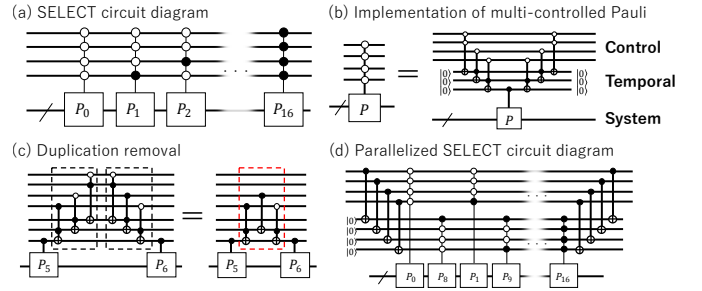 (a) SELECT circuit diagram
P0 P1 P2 · · · P16
(b) Implementation of multi-controlled Pauli
=
P
Control
|0⟩ |0⟩
|0⟩ |0⟩
|0⟩ |0⟩
Temporal
P
System
(c) Duplication removal
=
P5 P6 P5 P6
(d) Parallelized SELECT circuit diagram
· · ·
|0⟩
|0⟩
|0⟩
|0⟩
· · ·
P0 P8 P1 P9 P16